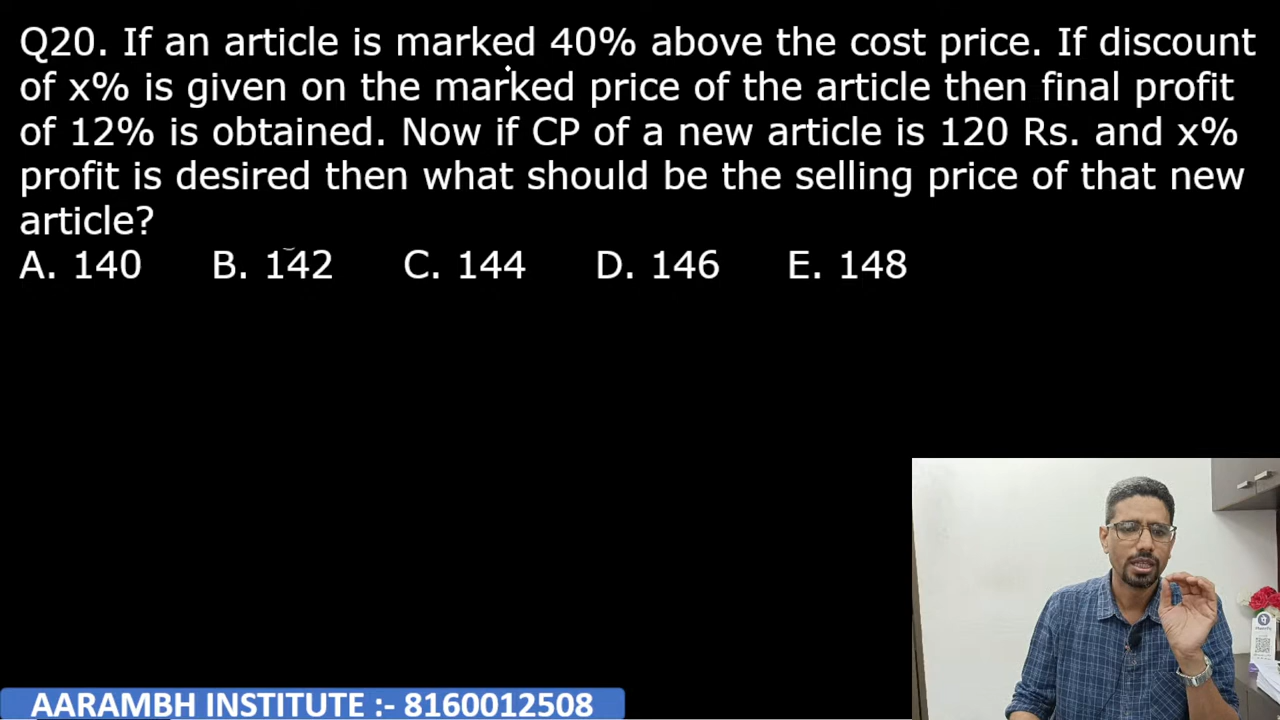 Q20. If an article is marked 40% above the cost price. If discount
of x% is given on the marked price of the article then final profit
of 12% is obtained. Now if CP of a new article is 120 Rs. and x%
profit is desired then what should be the selling price of that new
article?
A. 140 B. 142 C. 144 D. 146 E. 148
AARAMBH INSTITUTE :- 8160012508